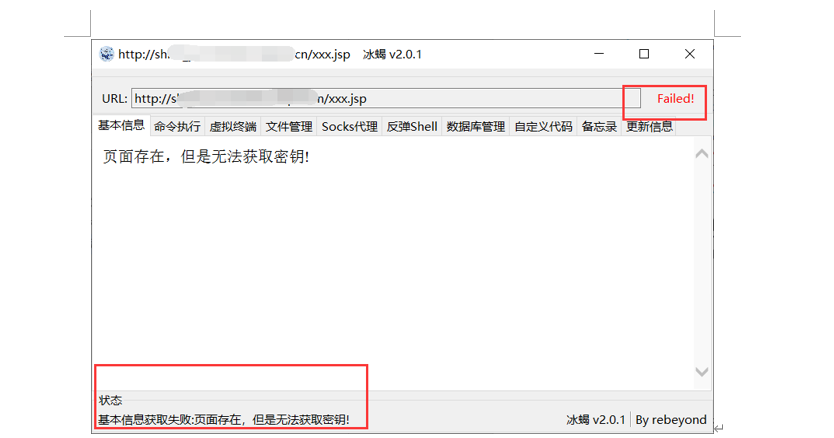 http://sh cn/xxx.jsp 冰蝎 v2.0.1
URL: http://s n/xxx.jsp Failed!
基本信息 命令执行 虚拟终端 文件管理 Socks代理 反弹Shell 数据库管理 自定义代码 备忘录 更新信息
页面存在，但是无法获取密钥!
状态
基本信息获取失败:页面存在，但是无法获取密钥! 冰蝎 v2.0.1 By rebeyond